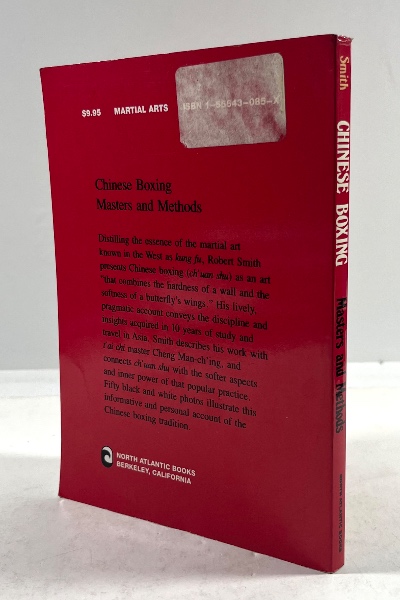 $9.95 MARTIAL ARTS
ISBN 1-55643-085-X
Chinese Boxing
Masters and Methods
Distilling the essence of the martial art
known in the West as kung fu, Robert Smith
presents Chinese boxing (ch'uan shu) as an art
"that combines the hardness of a wall and the
softness of a butterfly's wings." His lively,
pragmatic account conveys the discipline and
insights acquired in 10 years of study and
travel in Asia. Smith describes his work with
T'ai chi master Cheng Man-ch'ing, and
connects ch'uan shu with the softer aspects
and inner power of that popular practice.
Fifty black and white photos illustrate this
informative and personal account of the
Chinese boxing tradition.
NORTH ATLANTIC BOOKS
BERKELEY, CALIFORNIA
Smith
CHINESE BOXING
Masters and Methods
NORTH ATLANTIC BOOKS